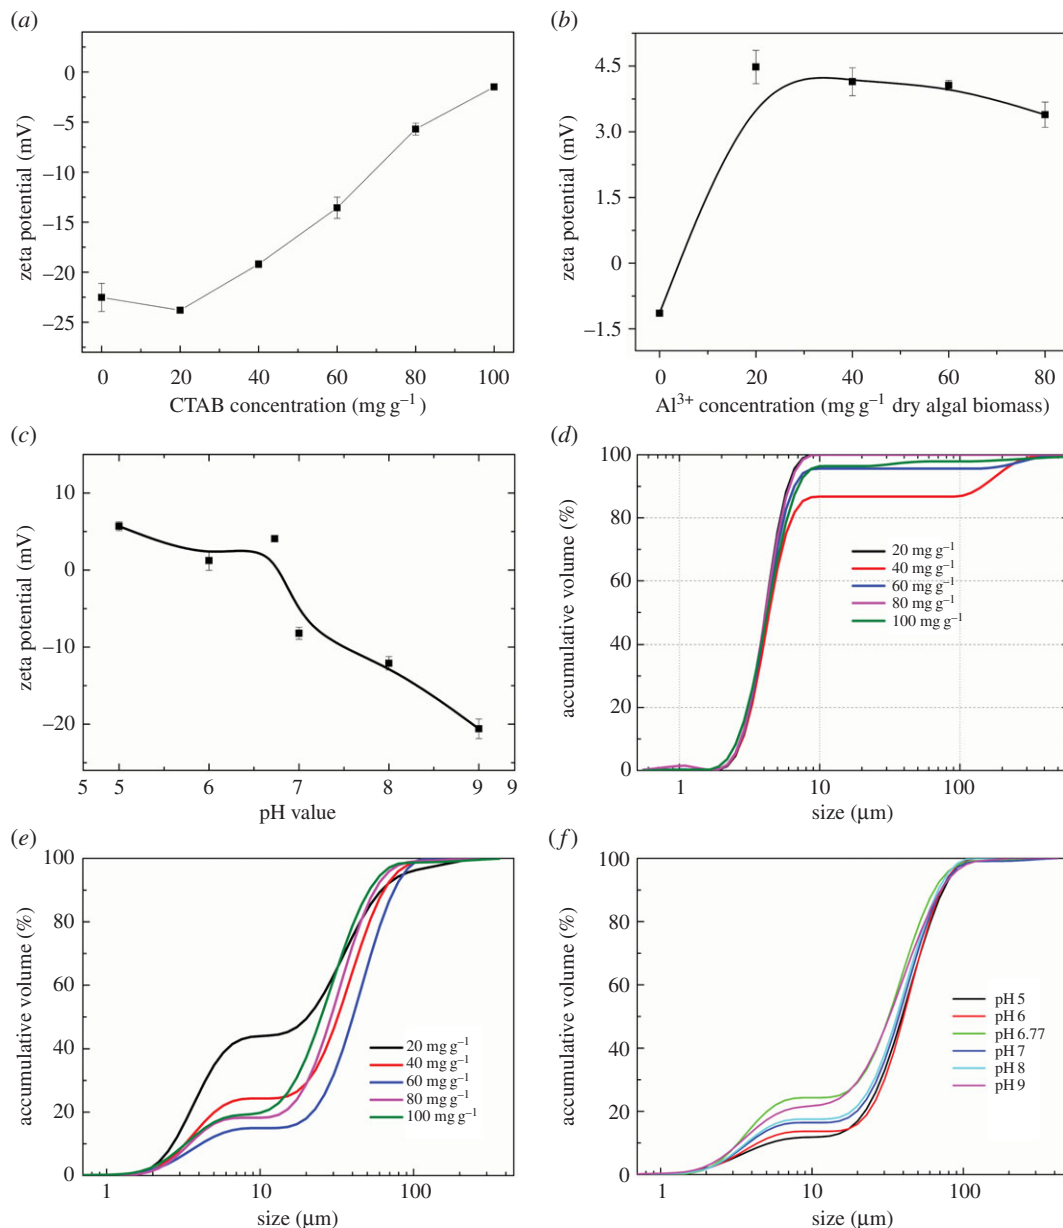 (a)
zeta potential (mV)
0
–5
–10
–15
–20
–25
0 20 40 60 80 100
CTAB concentration (mg g⁻¹)
(b)
zeta potential (mV)
4.5
3.0
1.5
0
–1.5
0 20 40 60 80
Al³⁺ concentration (mg g⁻¹ dry algal biomass)
(c)
zeta potential (mV)
10
0
–10
–20
5 5 6 7 8 9 9
pH value
(d)
accumulative volume (%)
100
80
60
40
20
0
20 mg g⁻¹
40 mg g⁻¹
60 mg g⁻¹
80 mg g⁻¹
100 mg g⁻¹
1 10 100
size (µm)
(e)
accumulative volume (%)
100
80
60
40
20
0
20 mg g⁻¹
40 mg g⁻¹
60 mg g⁻¹
80 mg g⁻¹
100 mg g⁻¹
1 10 100
size (µm)
(f)
accumulative volume (%)
100
80
60
40
20
0
pH 5
pH 6
pH 6.77
pH 7
pH 8
pH 9
1 10 100
size (µm)